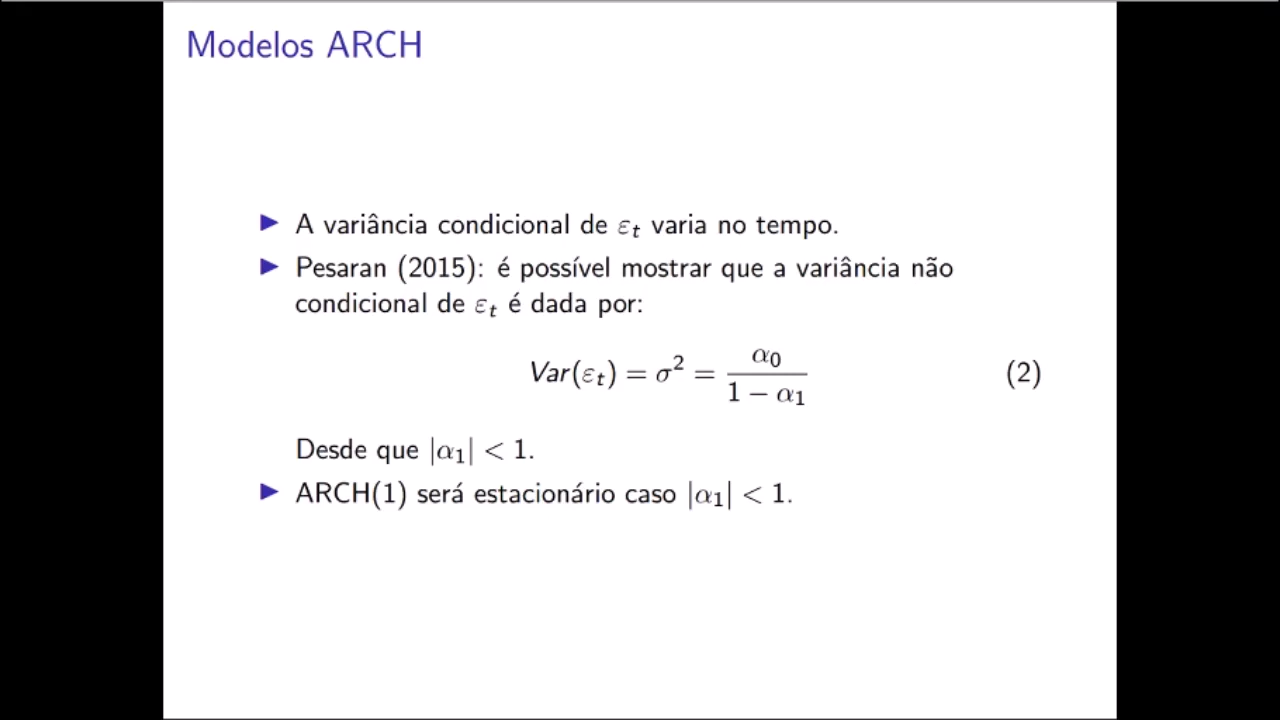 Modelos ARCH
▶ A variância condicional de εt varia no tempo.
▶ Pesaran (2015): é possível mostrar que a variância não
condicional de εt é dada por:
Var(εt) = σ² = α0 / (1 − α1) (2)
Desde que |α1| < 1.
▶ ARCH(1) será estacionário caso |α1| < 1.